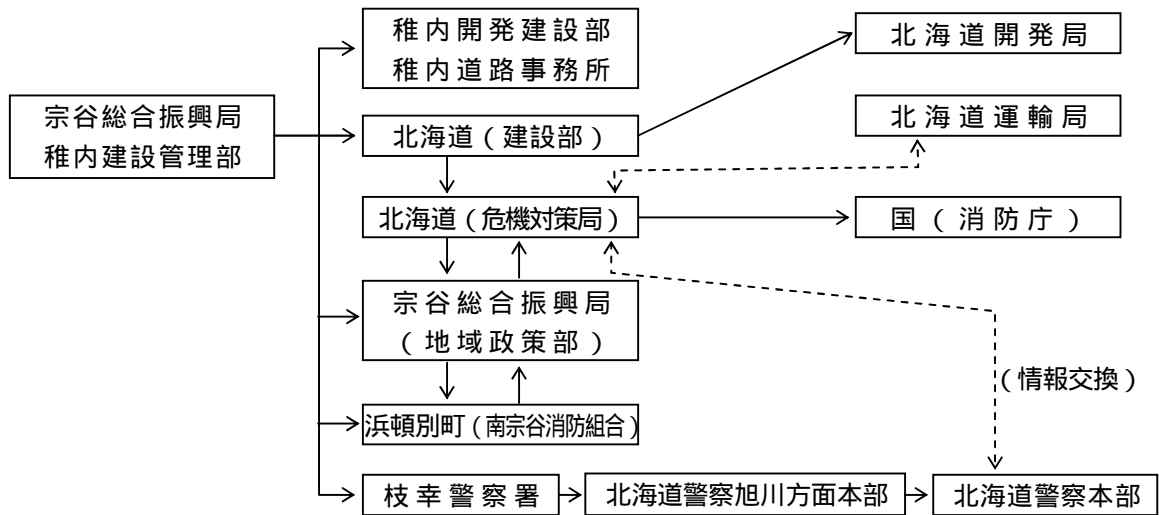 稚内開発建設部
稚内道路事務所
北海道開発局
宗谷総合振興局
稚内建設管理部
北海道（建設部）
北海道運輸局
北海道（危機対策局）
国（消防庁）
宗谷総合振興局
（地域政策部）
（情報交換）
浜頓別町（南宗谷消防組合）
枝幸警察署
北海道警察旭川方面本部
北海道警察本部